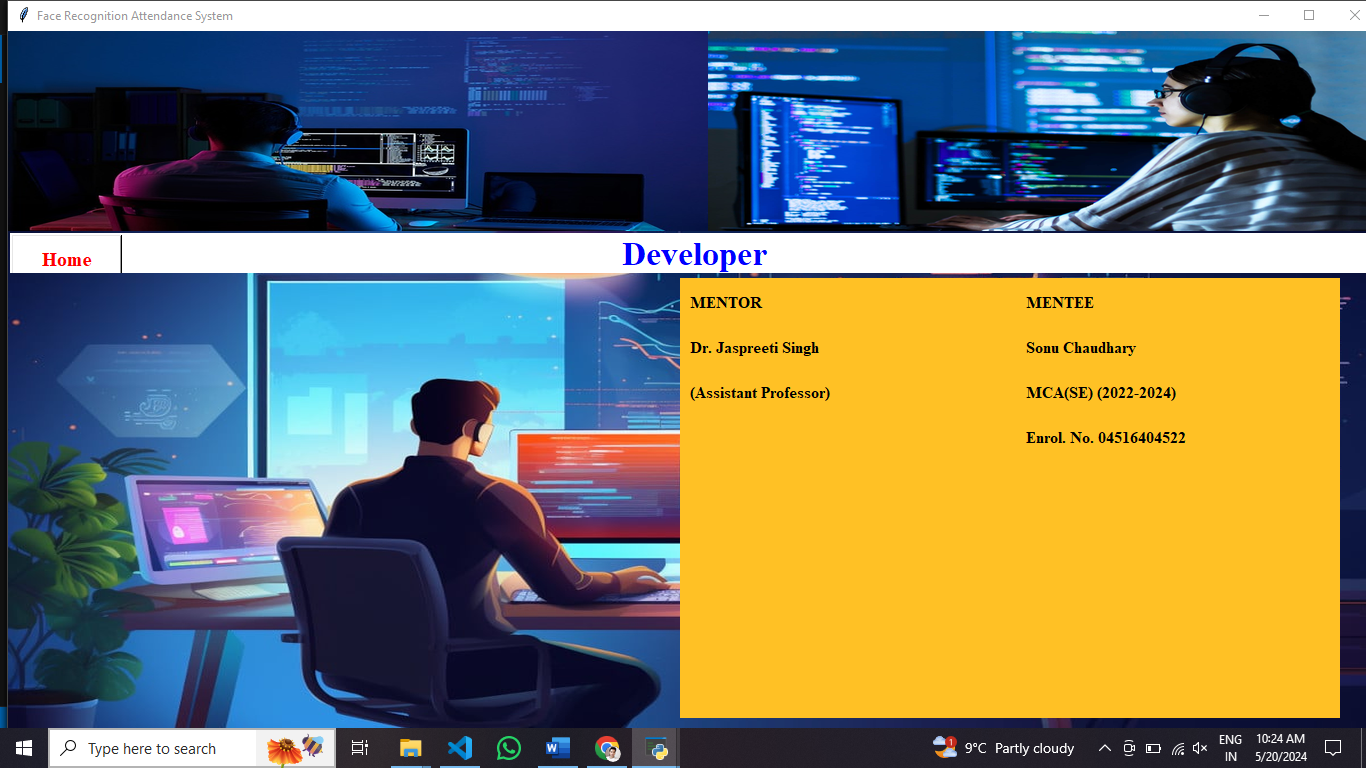 Face Recognition Attendance System
Home
Developer
MENTOR
Dr. Jaspreeti Singh
(Assistant Professor)
MENTEE
Sonu Chaudhary
MCA(SE) (2022-2024)
Enrol. No. 04516404522
Type here to search
1
9°C Partly cloudy
ENG
IN
10:24 AM
5/20/2024